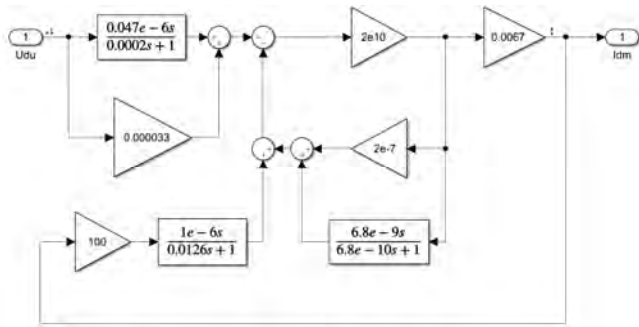 1
Udu
0.047e − 6s
0.0002s + 1
2e10
0.0067
1
Idm
0.000033
2e-7
100
1e − 6s
0.0126s + 1
6.8e − 9s
6.8e − 10s + 1